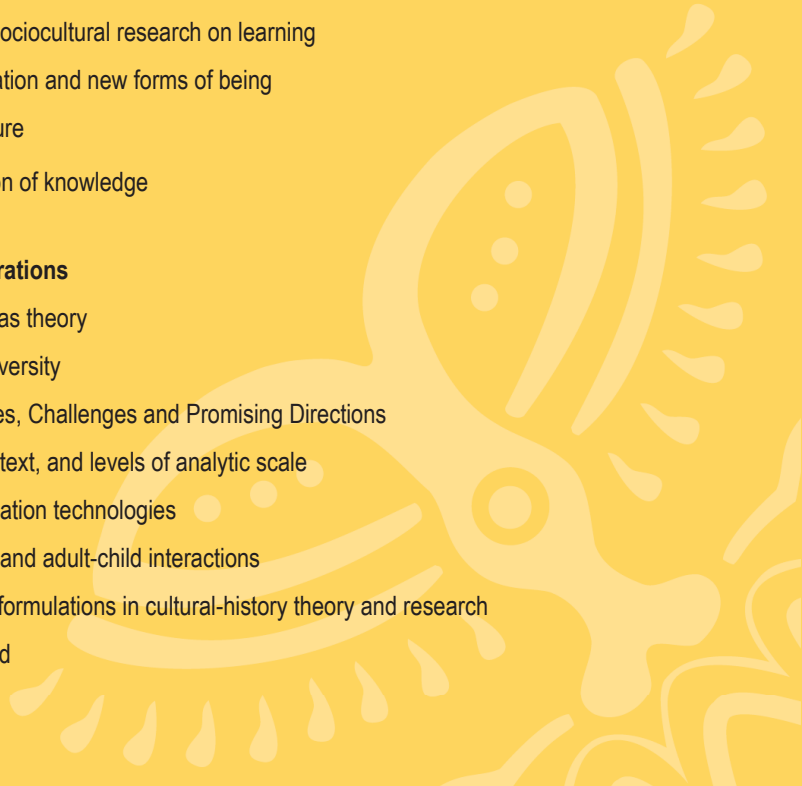 ociocultural research on learning
ation and new forms of being
ure
on of knowledge
rations
as theory
versity
es, Challenges and Promising Directions
text, and levels of analytic scale
ation technologies
and adult-child interactions
formulations in cultural-history theory and research
d